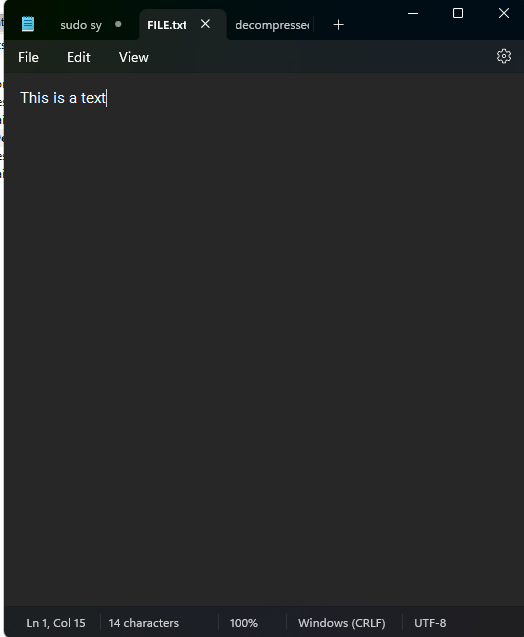 sudo sy
FILE.txt
decompressed
File
Edit
View
This is a text
Ln 1, Col 15
14 characters
100%
Windows (CRLF)
UTF-8